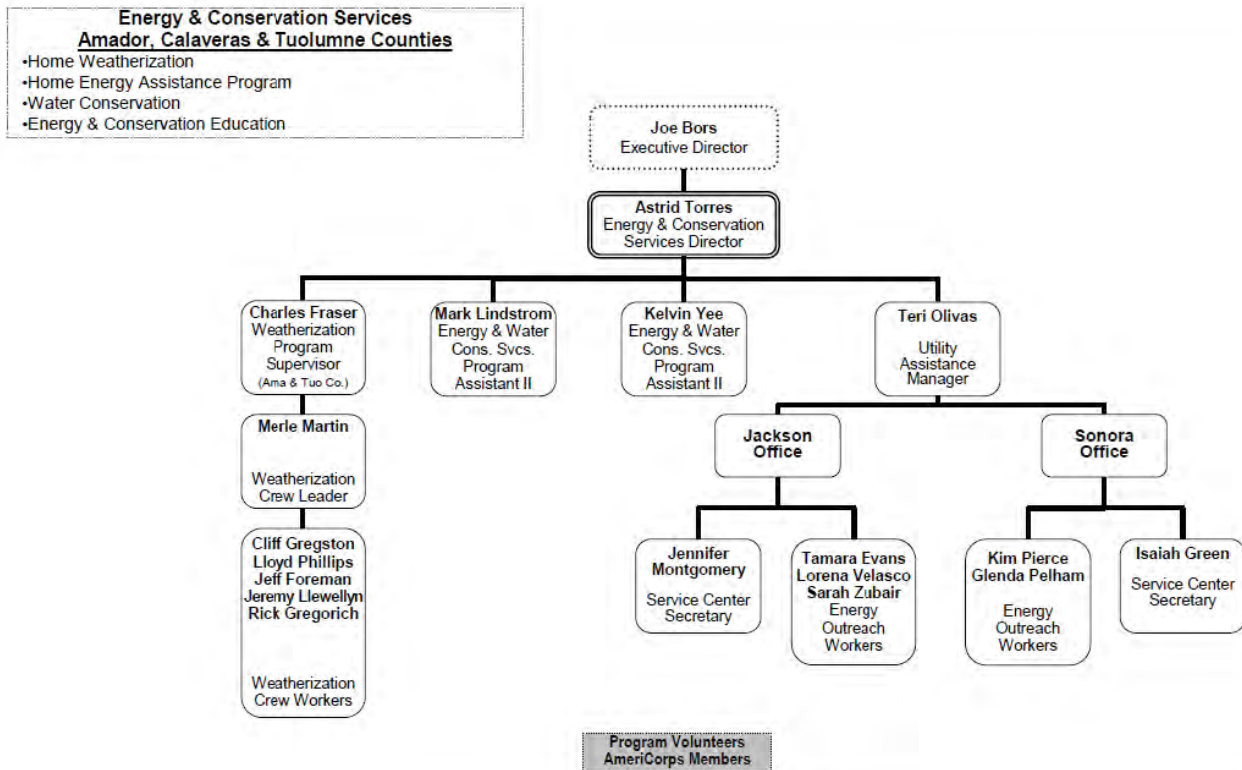 Energy & Conservation Services
Amador, Calaveras & Tuolumne Counties
•Home Weatherization
•Home Energy Assistance Program
•Water Conservation
•Energy & Conservation Education
Joe Bors
Executive Director
Astrid Torres
Energy & Conservation
Services Director
Charles Fraser
Weatherization
Program
Supervisor
(Ama & Tuo Co.)
Mark Lindstrom
Energy & Water
Cons. Svcs.
Program
Assistant II
Kelvin Yee
Energy & Water
Cons. Svcs.
Program
Assistant II
Teri Olivas
Utility
Assistance
Manager
Merle Martin
Weatherization
Crew Leader
Jackson
Office
Sonora
Office
Cliff Gregston
Lloyd Phillips
Jeff Foreman
Jeremy Llewellyn
Rick Gregorich
Weatherization
Crew Workers
Jennifer
Montgomery
Service Center
Secretary
Tamara Evans
Lorena Velasco
Sarah Zubair
Energy
Outreach
Workers
Kim Pierce
Glenda Pelham
Energy
Outreach
Workers
Isaiah Green
Service Center
Secretary
Program Volunteers
AmeriCorps Members